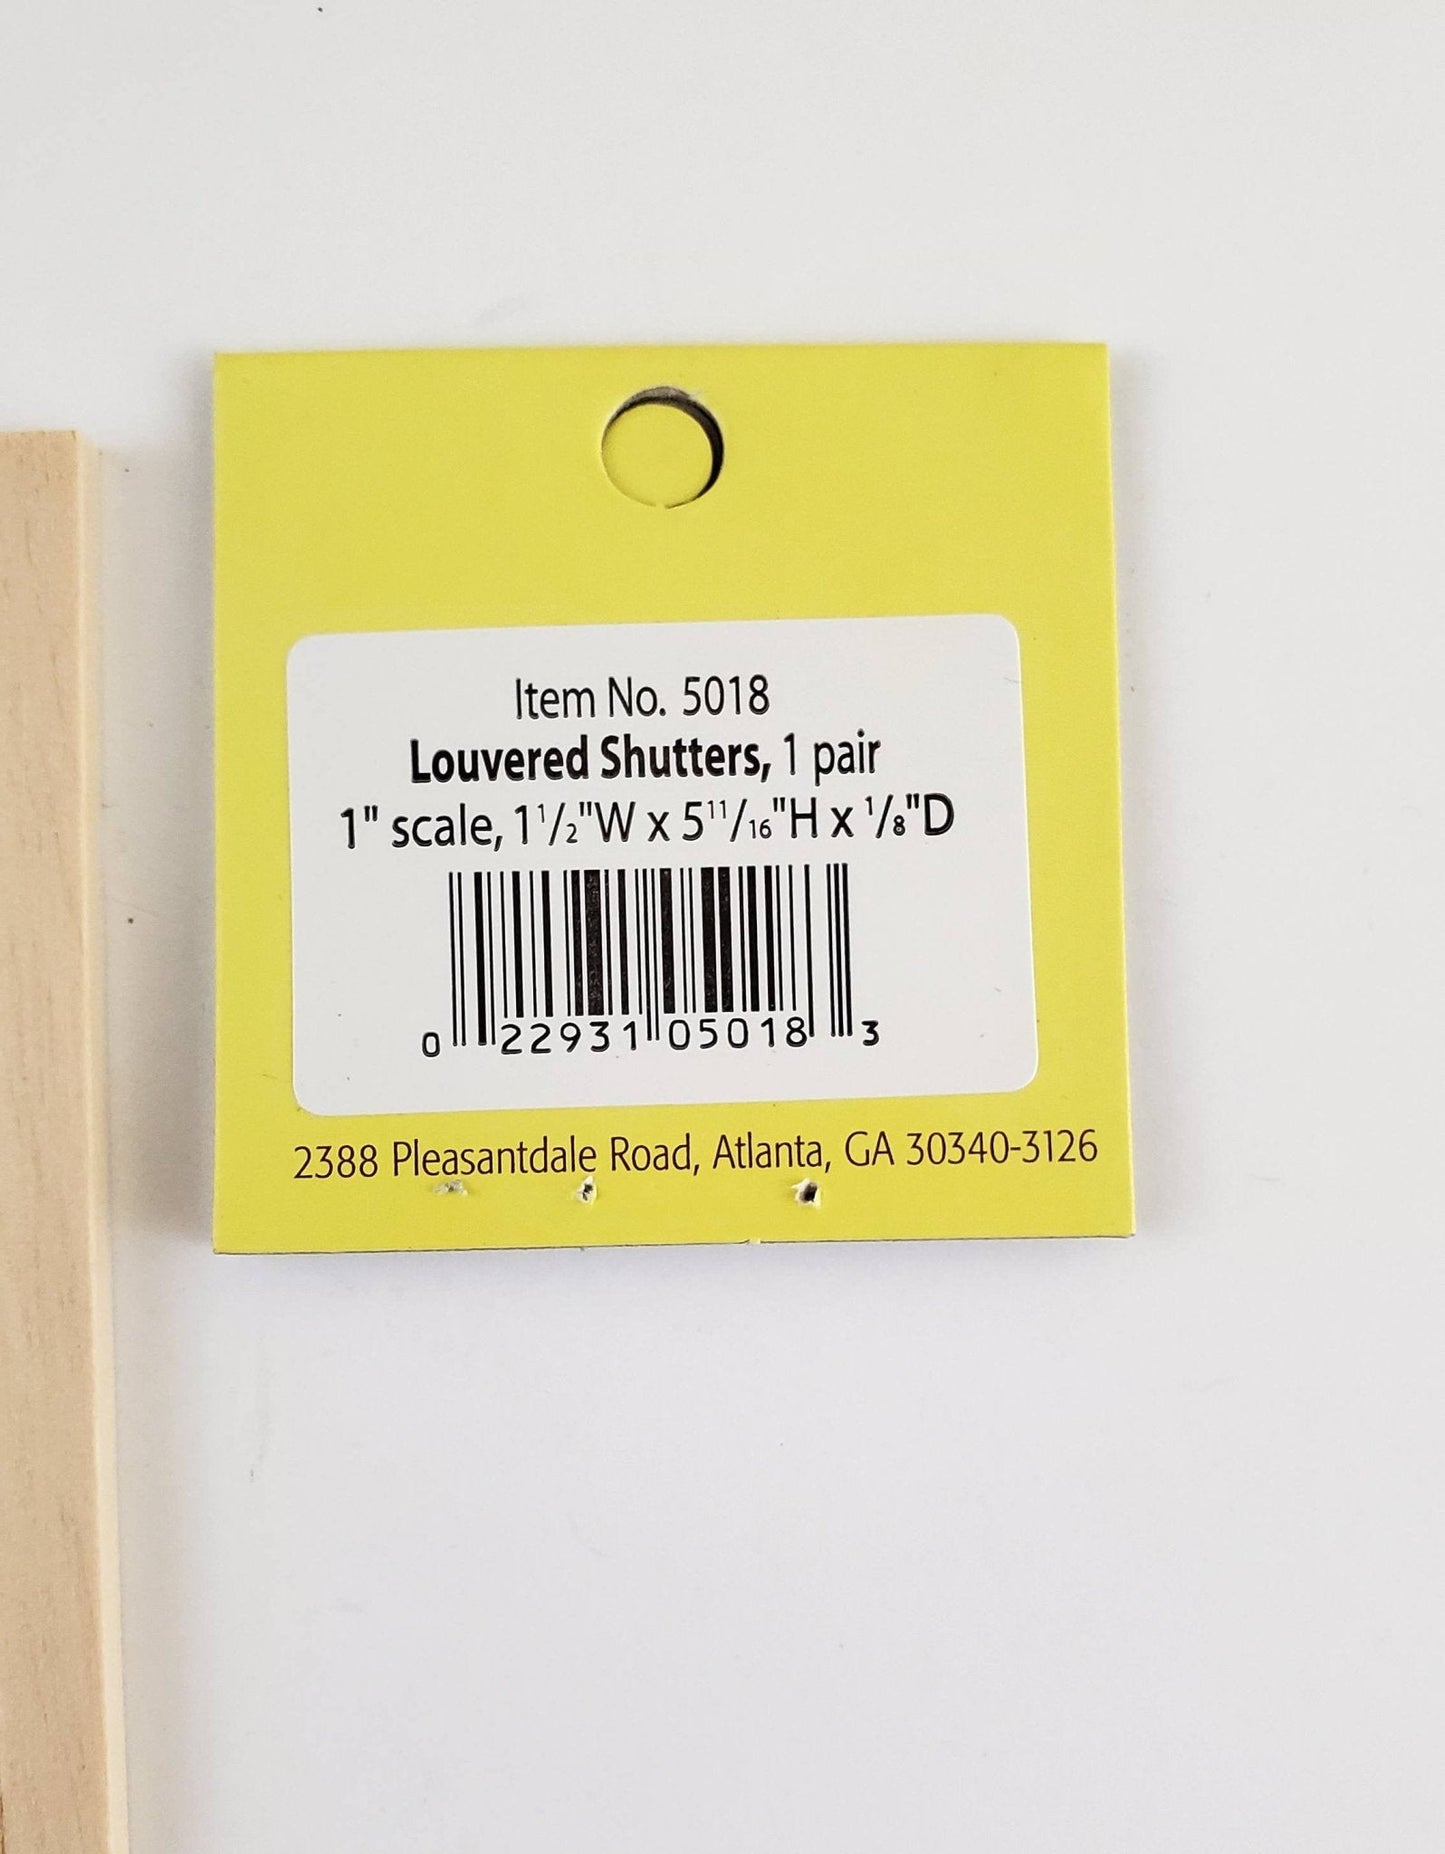 Item No. 5018
Louvered Shutters, 1 pair
1" scale, 1 1/2"W x 5 11/16"H x 1/8"D
0 22931 05018 3
2388 Pleasantdale Road, Atlanta, GA 30340-3126